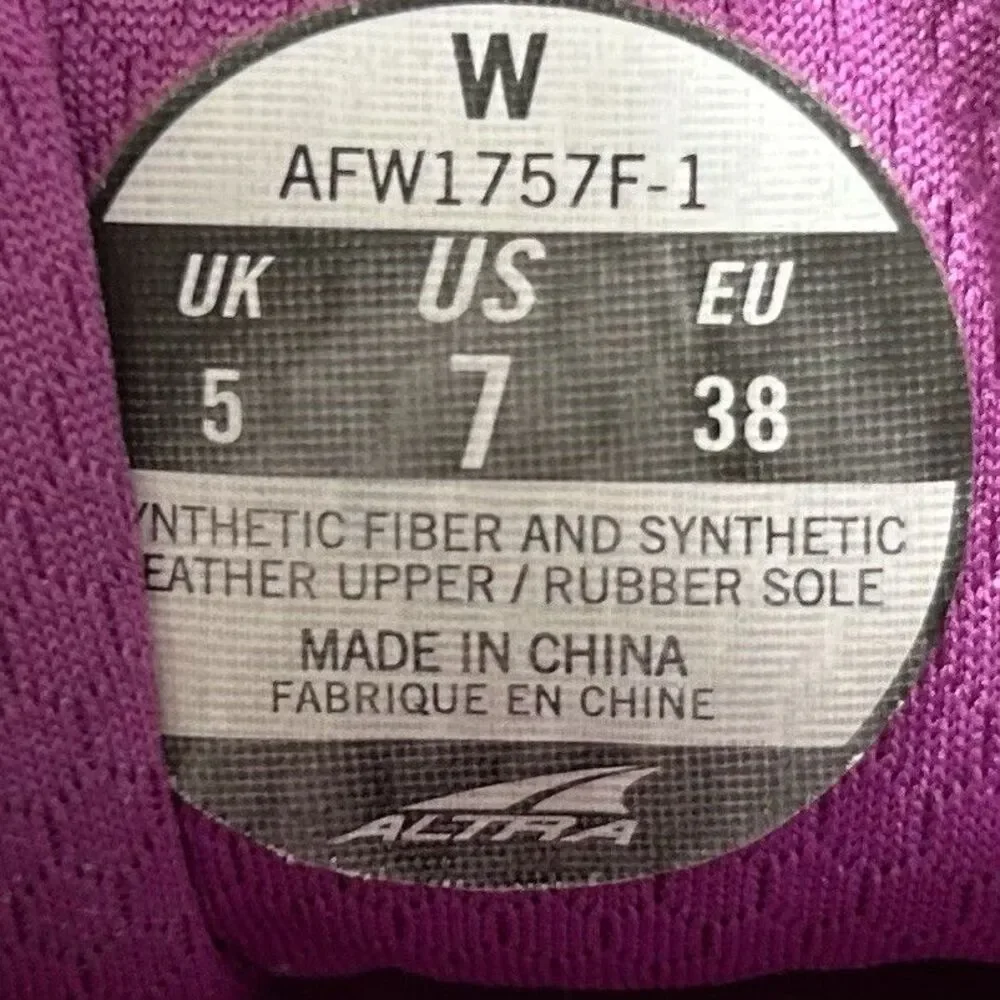 W
AFW1757F-1
UK US EU
5 7 38
YNTHETIC FIBER AND SYNTHETIC
EATHER UPPER / RUBBER SOLE
MADE IN CHINA
FABRIQUE EN CHINE
ALTRA